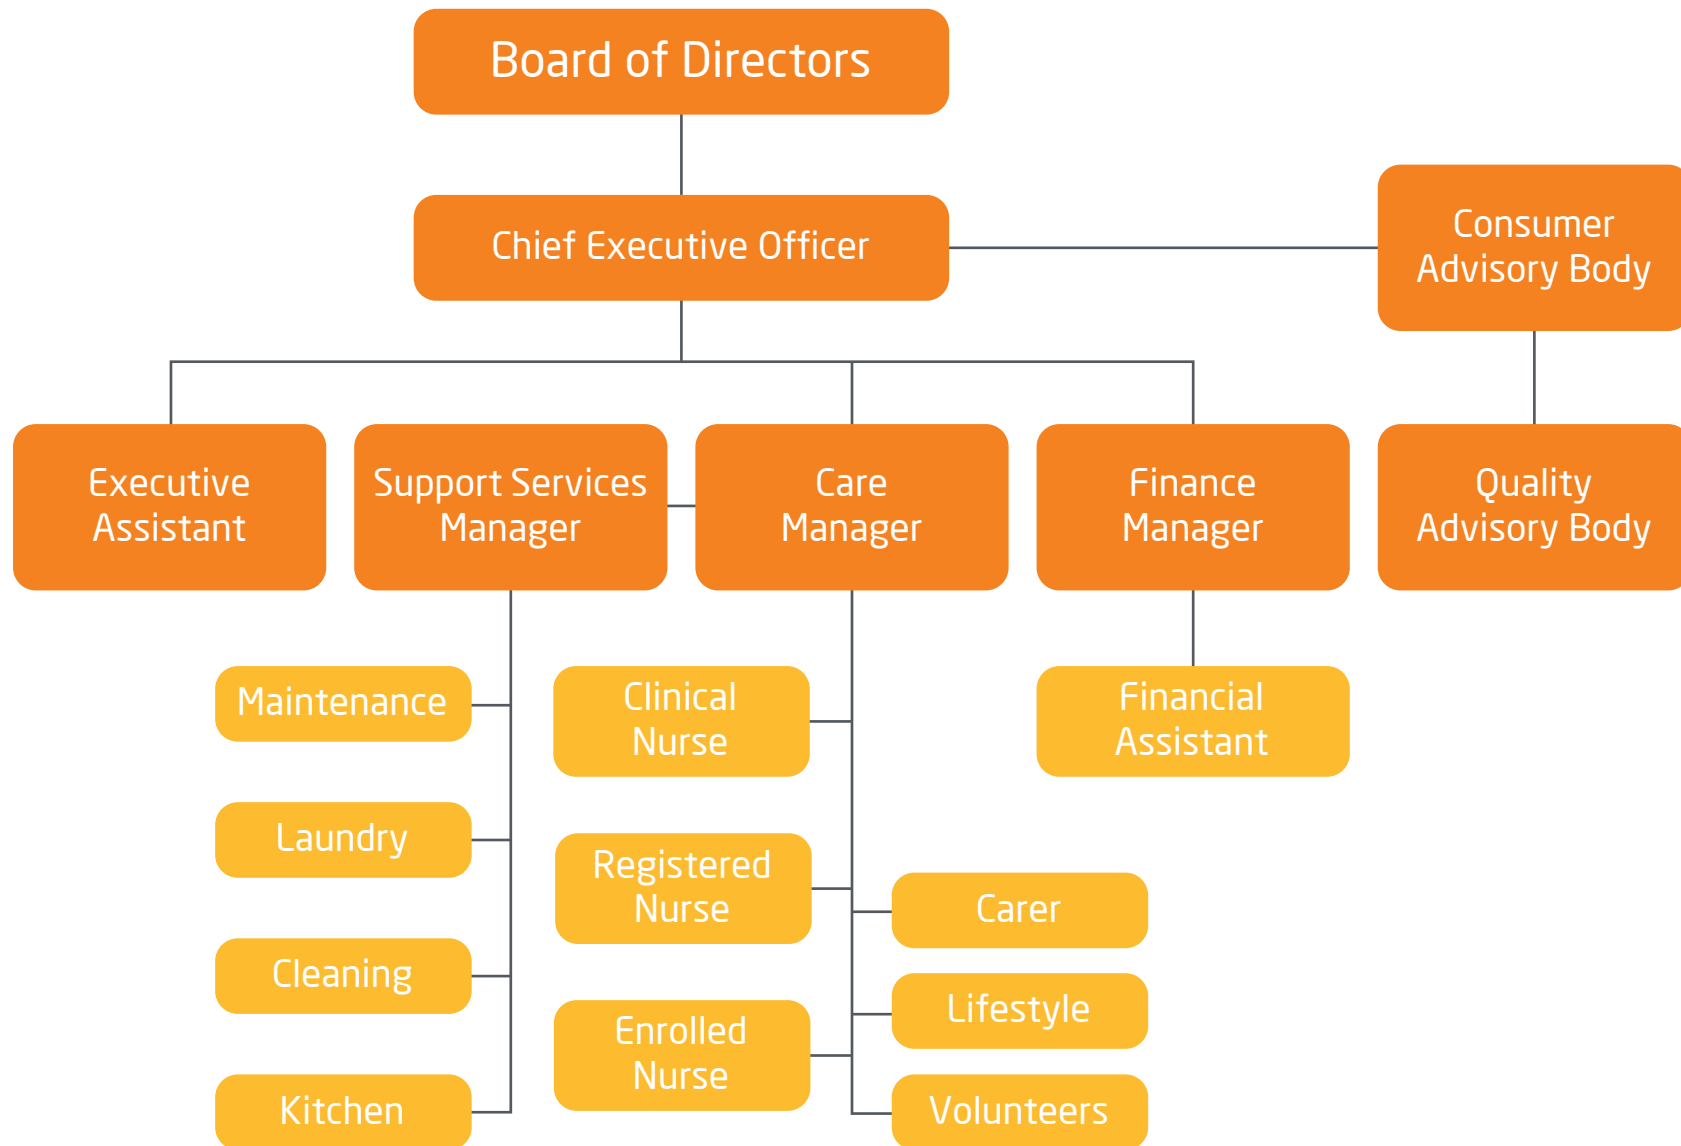 Board of Directors
Chief Executive Officer
Consumer
Advisory Body
Executive
Assistant
Support Services
Manager
Care
Manager
Finance
Manager
Quality
Advisory Body
Maintenance
Laundry
Cleaning
Kitchen
Clinical
Nurse
Registered
Nurse
Enrolled
Nurse
Carer
Lifestyle
Volunteers
Financial
Assistant